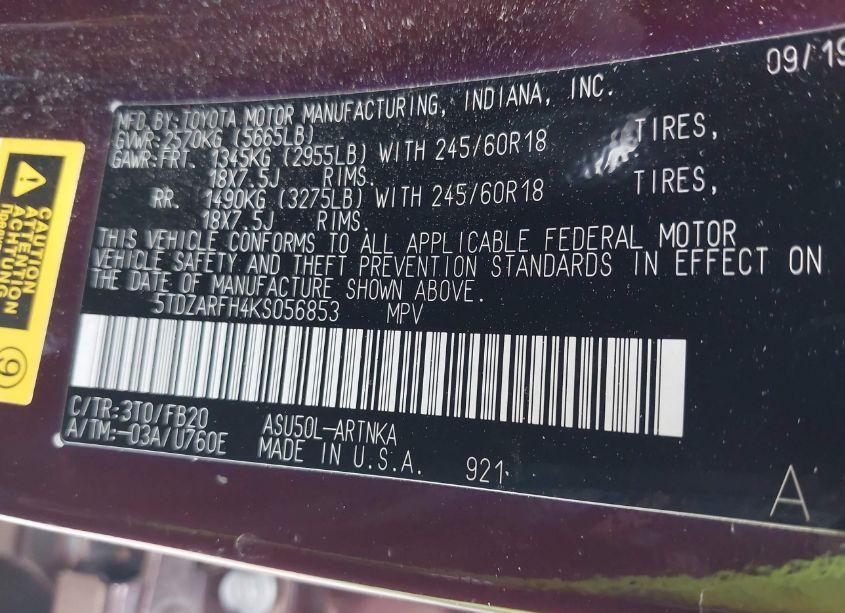 09/19
MFD BY: TOYOTA MOTOR MANUFACTURING, INDIANA, INC.
GVWR: 2570KG (5665LB)
GAWR: FRT. 1345KG (2955LB) WITH 245/60R18 TIRES,
18X7.5J RIMS.
RR. 1490KG (3275LB) WITH 245/60R18 TIRES,
18X7.5J RIMS.
THIS VEHICLE CONFORMS TO ALL APPLICABLE FEDERAL MOTOR
VEHICLE SAFETY AND THEFT PREVENTION STANDARDS IN EFFECT ON
THE DATE OF MANUFACTURE SHOWN ABOVE.
5TDZARFH4KS056853 MPV
C/TR: 3T0/FB20 ASU50L-ARTNKA
A/TM: -03A/U760E MADE IN U.S.A. 921
A
CAUTION
ATTENTION
ACHTUNG
9